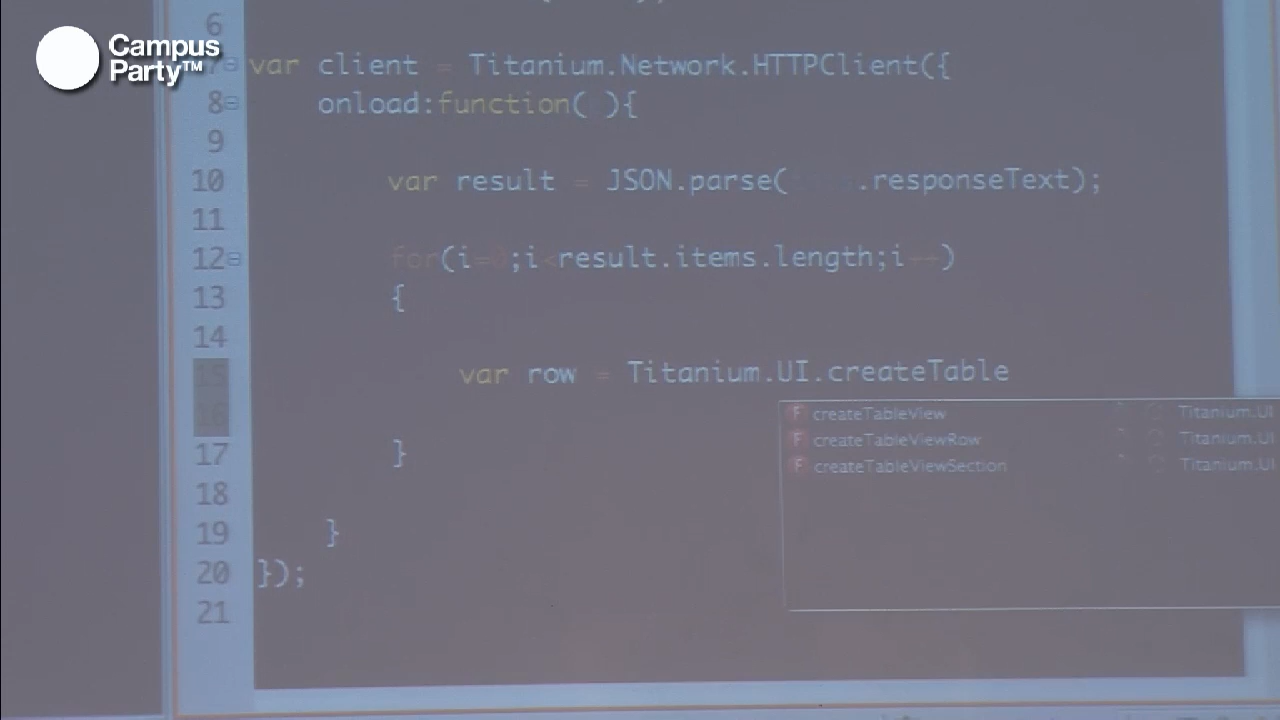 Campus
Party™
6
var client = Titanium.Network.HTTPClient({
8 onload:function( ){
9
10 var result = JSON.parse( .responseText);
11
12 for(i=0;i<result.items.length;i++)
13 {
14
15 var row = Titanium.UI.createTable
16
F createTableView Titanium.UI
F createTableViewRow Titanium.UI
F createTableViewSection Titanium.UI
17 }
18
19 }
20 });
21